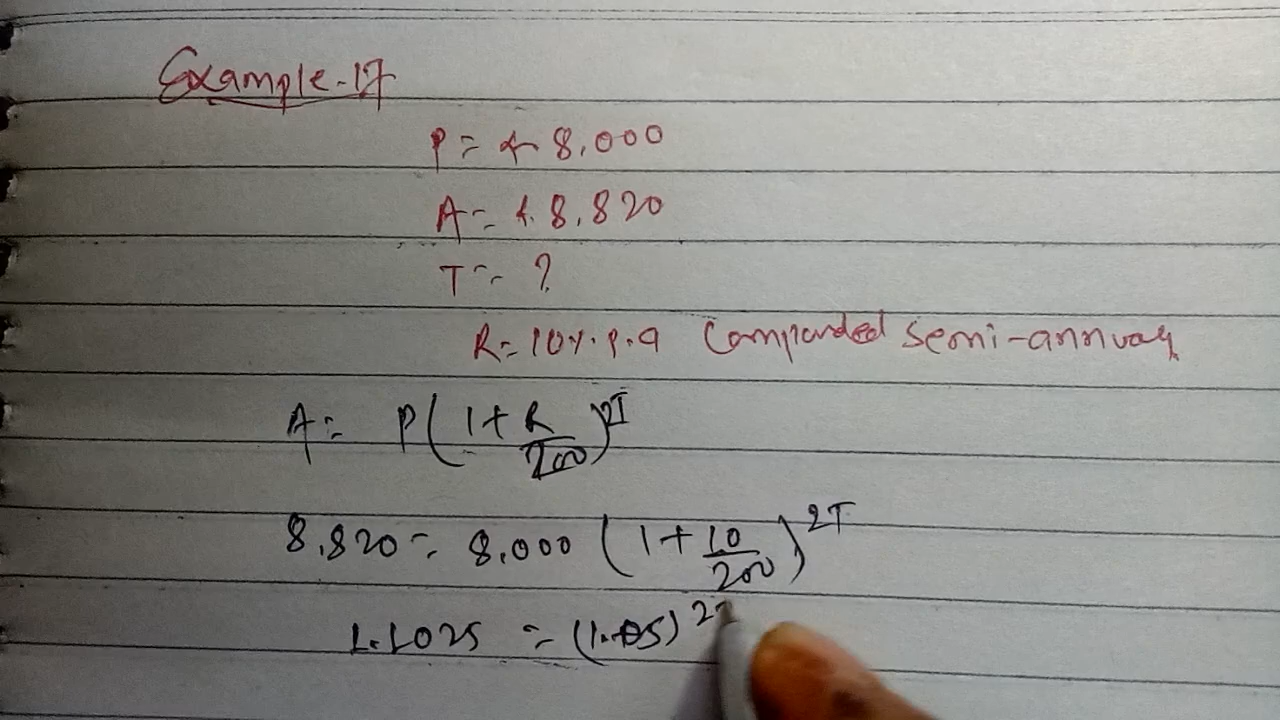 Example-17
P = ₹ 8,000
A = ₹ 8,820
T = ?
R = 10% p.a Compounded semi-annualy
A = P(1+R/200)^2T
8,820 = 8,000 (1+10/200)^2T
1.1025 = (1.05)^2